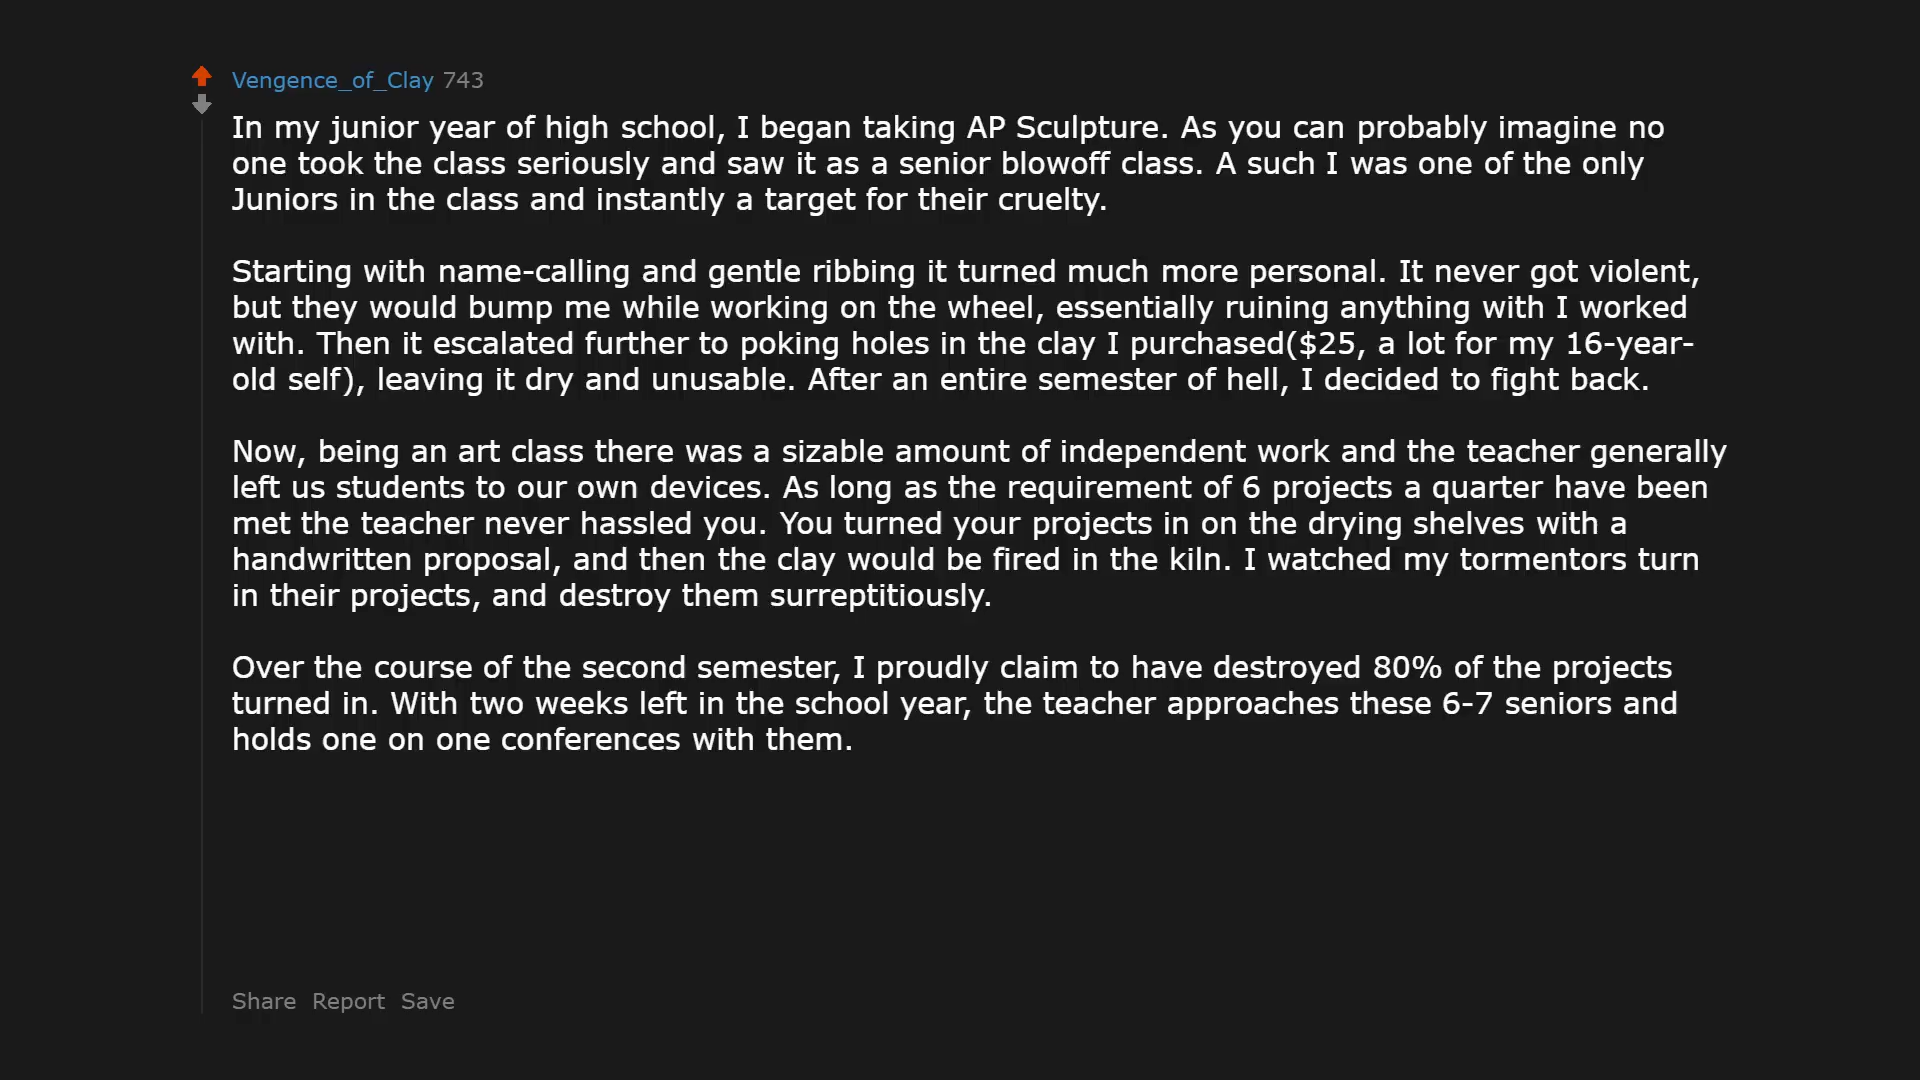 Vengence_of_Clay 743
In my junior year of high school, I began taking AP Sculpture. As you can probably imagine no
one took the class seriously and saw it as a senior blowoff class. A such I was one of the only
Juniors in the class and instantly a target for their cruelty.
Starting with name-calling and gentle ribbing it turned much more personal. It never got violent,
but they would bump me while working on the wheel, essentially ruining anything with I worked
with. Then it escalated further to poking holes in the clay I purchased($25, a lot for my 16-year-
old self), leaving it dry and unusable. After an entire semester of hell, I decided to fight back.
Now, being an art class there was a sizable amount of independent work and the teacher generally
left us students to our own devices. As long as the requirement of 6 projects a quarter have been
met the teacher never hassled you. You turned your projects in on the drying shelves with a
handwritten proposal, and then the clay would be fired in the kiln. I watched my tormentors turn
in their projects, and destroy them surreptitiously.
Over the course of the second semester, I proudly claim to have destroyed 80% of the projects
turned in. With two weeks left in the school year, the teacher approaches these 6-7 seniors and
holds one on one conferences with them.
Share Report Save